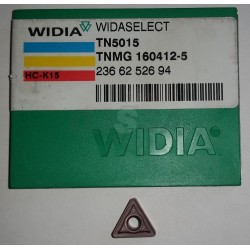 WIDIA
WIDASELECT
TN5015
TNMG 160412-5
HC-K15
236 62 526 94
WIDIA